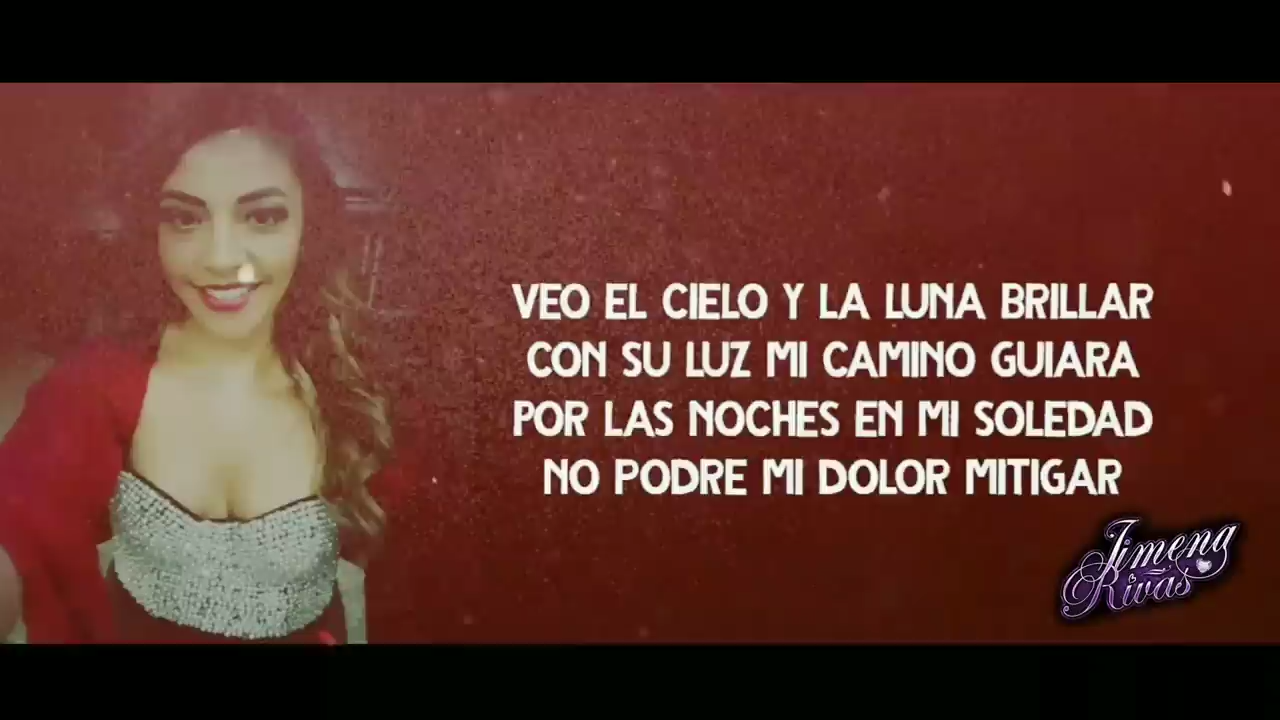 VEO EL CIELO Y LA LUNA BRILLAR
CON SU LUZ MI CAMINO GUIARA
POR LAS NOCHES EN MI SOLEDAD
NO PODRE MI DOLOR MITIGAR
Jimena
Rivas